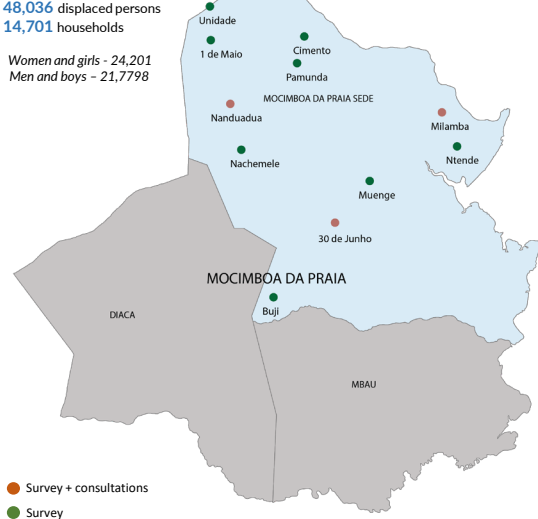 48,036 displaced persons
14,701 households
Women and girls - 24,201
Men and boys – 21,7798
Unidade
1 de Maio
Cimento
Pamunda
MOCIMBOA DA PRAIA SEDE
Nanduadua
Milamba
Nachemele
Ntende
Muenge
30 de Junho
MOCIMBOA DA PRAIA
Buji
DIACA
MBAU
Survey + consultations
Survey